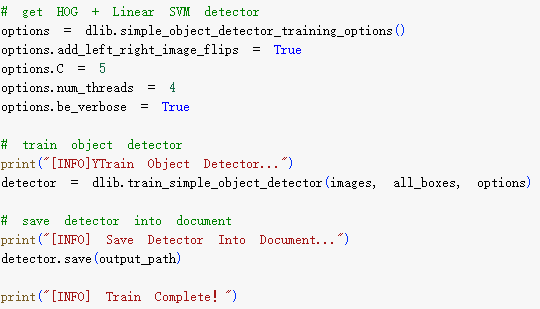 # get HOG + Linear SVM detector
options = dlib.simple_object_detector_training_options()
options.add_left_right_image_flips = True
options.C = 5
options.num_threads = 4
options.be_verbose = True
# train object detector
print("[INFO]YTrain Object Detector...")
detector = dlib.train_simple_object_detector(images, all_boxes, options)
# save detector into document
print("[INFO] Save Detector Into Document...")
detector.save(output_path)
print("[INFO] Train Complete!")